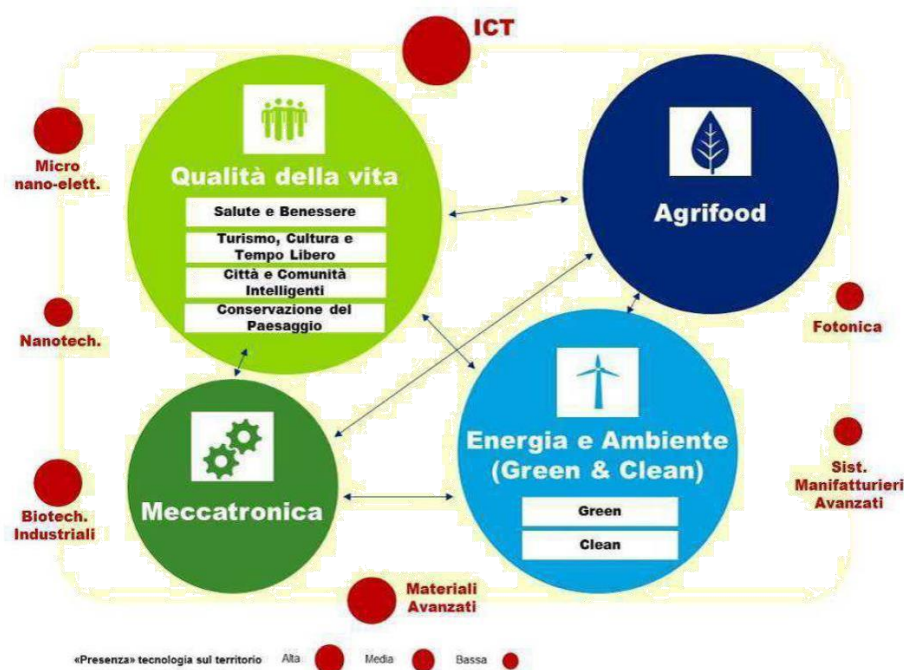 ICT
Micro
nano-elett.
Qualità della vita
Salute e Benessere
Turismo, Cultura e
Tempo Libero
Città e Comunità
Intelligenti
Conservazione del
Paesaggio
Agrifood
Nanotech.
Fotonica
Meccatronica
Energia e Ambiente
(Green & Clean)
Green
Clean
Biotech.
Industriali
Sist.
Manifatturieri
Avanzati
Materiali
Avanzati
«Presenza» tecnologia sul territorio Alta Media Bassa